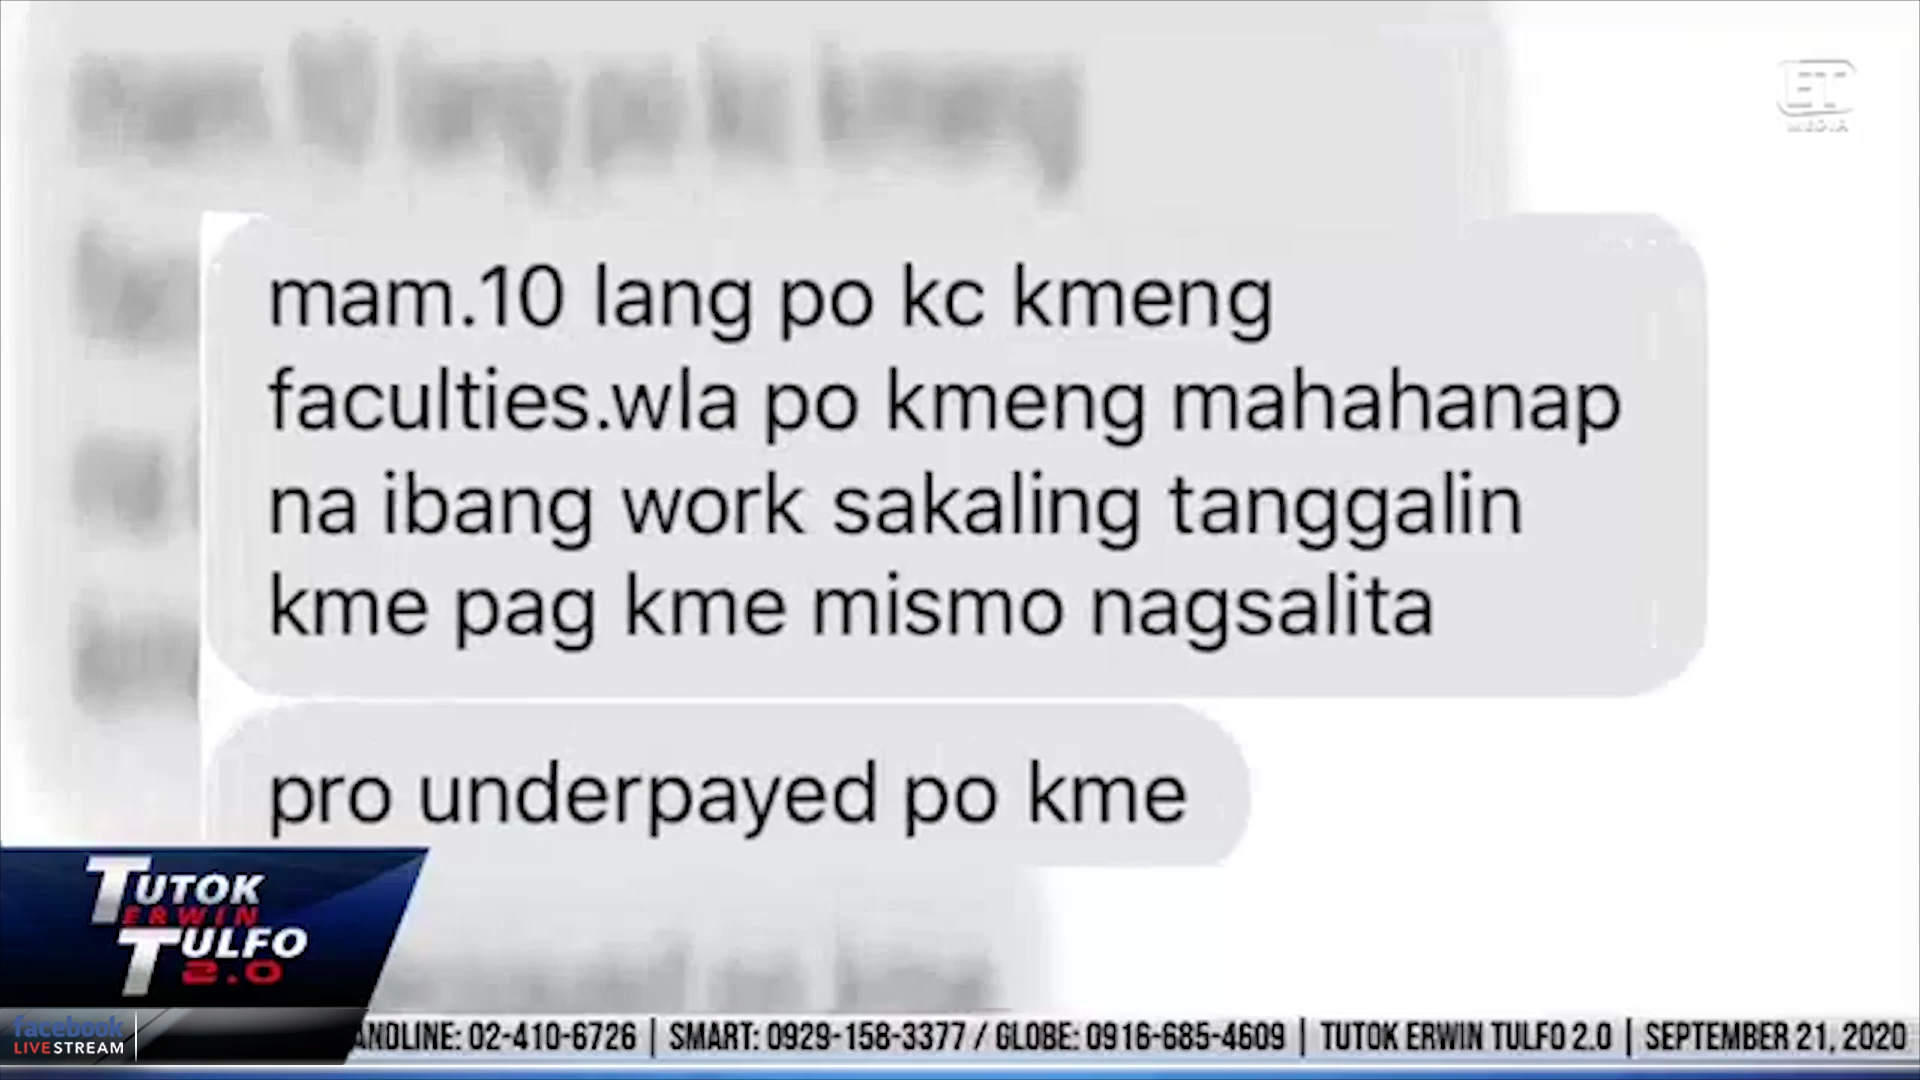 ET
MEDIA
mam.10 lang po kc kmeng
faculties.wla po kmeng mahahanap
na ibang work sakaling tanggalin
kme pag kme mismo nagsalita
pro underpayed po kme
TUTOK
ERWIN
TULFO
2.0
facebook
LIVESTREAM
ANDLINE: 02-410-6726 | SMART: 0929-158-3377 / GLOBE: 0916-685-4609 | TUTOK ERWIN TULFO 2.0 | SEPTEMBER 21, 2020